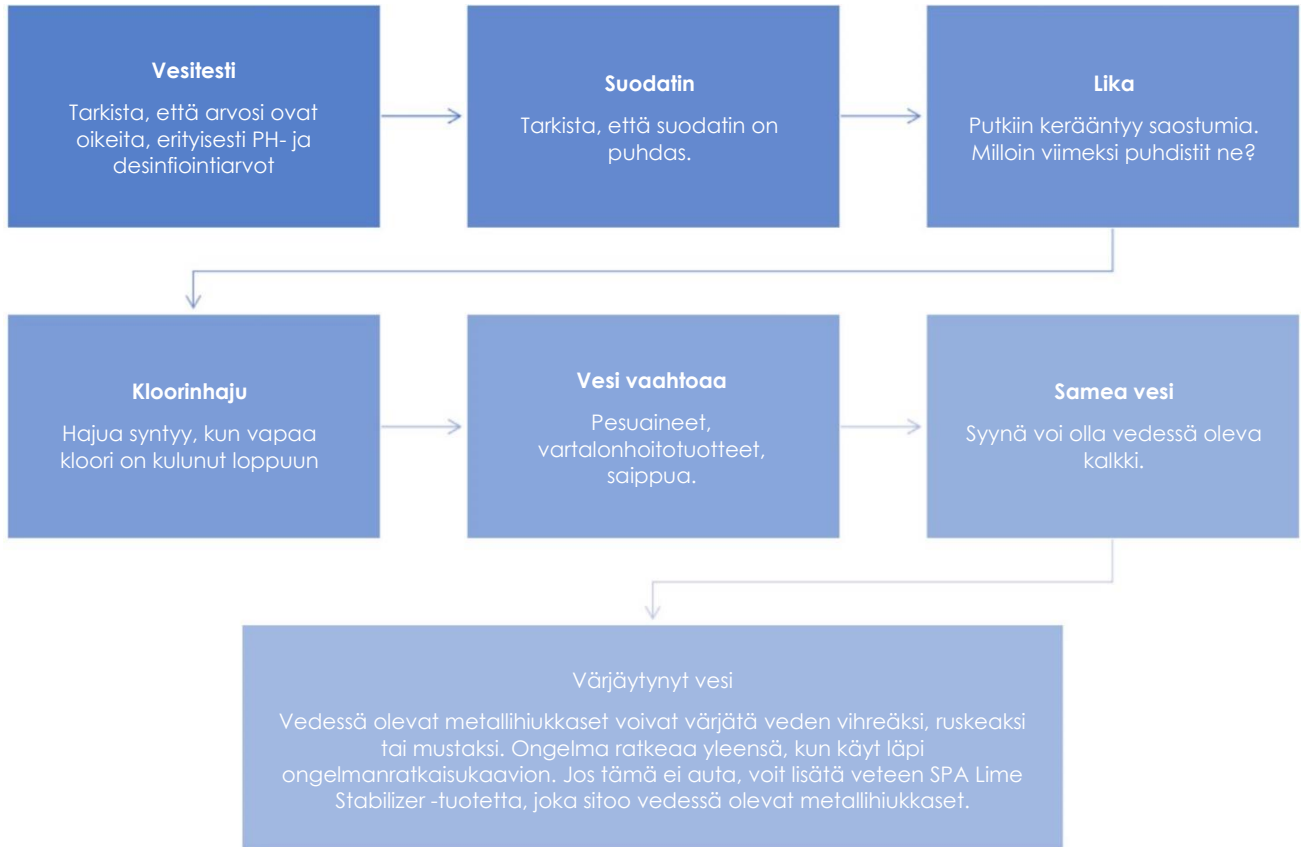 Vesitesti
Tarkista, että arvosi ovat
oikeita, erityisesti PH- ja
desinfiointiarvot
Suodatin
Tarkista, että suodatin on
puhdas.
Lika
Putkiin kerääntyy saostumia.
Milloin viimeksi puhdistit ne?
Kloorinhaju
Hajua syntyy, kun vapaa
kloori on kulunut loppuun
Vesi vaahtoaa
Pesuaineet,
vartalonhoitotuotteet,
saippua.
Samea vesi
Syynä voi olla vedessä oleva
kalkki.
Värjäytynyt vesi
Vedessä olevat metallihiukkaset voivat värjätä veden vihreäksi, ruskeaksi
tai mustaksi. Ongelma ratkeaa yleensä, kun käyt läpi
ongelmanratkaisukaavion. Jos tämä ei auta, voit lisätä veteen SPA Lime
Stabilizer -tuotetta, joka sitoo vedessä olevat metallihiukkaset.